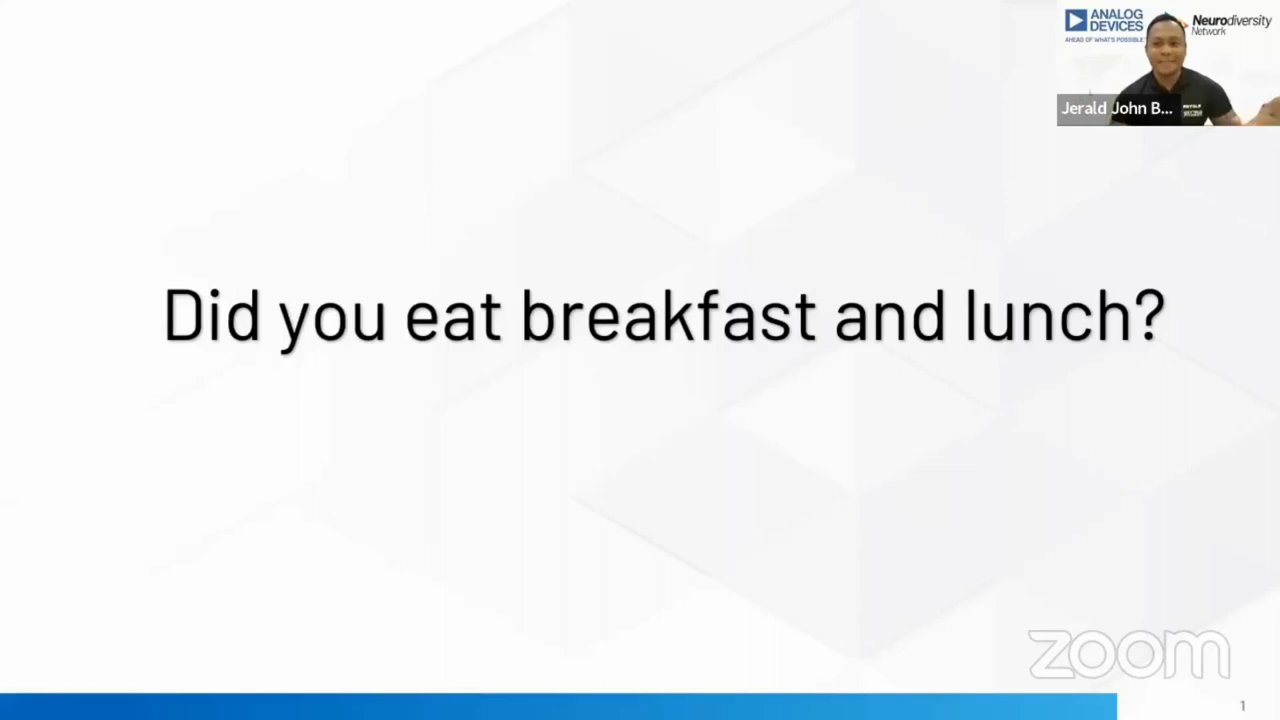 ANALOG
DEVICES
AHEAD OF WHAT'S POSSIBLE
Neurodiversity
Network
Jerald John B...
Did you eat breakfast and lunch?
zoom
1